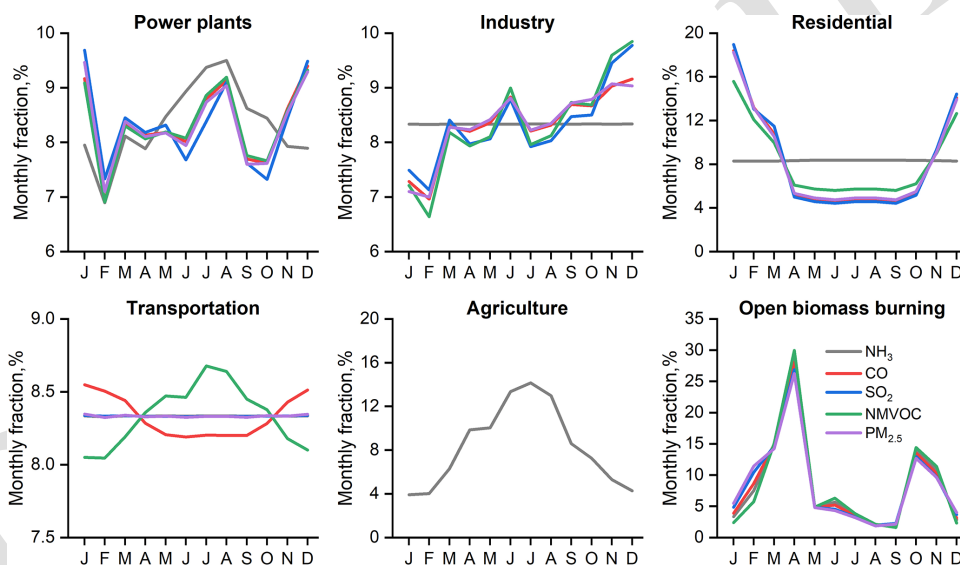 Power plants
Monthly fraction,%
10
9
8
7
6
J F M A M J J A S O N D
Industry
Monthly fraction,%
10
9
8
7
6
J F M A M J J A S O N D
Residential
Monthly fraction,%
20
16
12
8
4
0
J F M A M J J A S O N D
Transportation
Monthly fraction,%
9.0
8.5
8.0
7.5
J F M A M J J A S O N D
Agriculture
Monthly fraction,%
20
16
12
8
4
0
J F M A M J J A S O N D
Open biomass burning
Monthly fraction,%
35
30
25
20
15
10
5
0
NH₃
CO
SO₂
NMVOC
PM₂.₅
J F M A M J J A S O N D